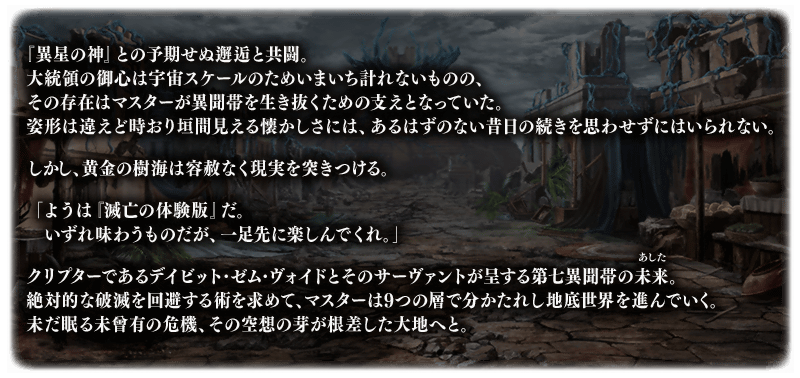 『異星の神』との予期せぬ邂逅と共闘。
大統領の御心は宇宙スケールのためいまいち計れないものの、
その存在はマスターが異聞帯を生き抜くための支えとなっていた。
姿形は違えど時おり垣間見える懐かしさには、あるはずのない昔日の続きを思わせずにはいられない。
しかし、黄金の樹海は容赦なく現実を突きつける。
「ようは『滅亡の体験版』だ。
いずれ味わうものだが、一足先に楽しんでくれ。」
あした
クリプターであるデイビット・ゼム・ヴォイドとそのサーヴァントが呈する第七異聞帯の未来。
絶対的な破滅を回避する術を求めて、マスターは9つの層で分かたれし地底世界を進んでいく。
未だ眠る未曾有の危機、その空想の芽が根差した大地へと。